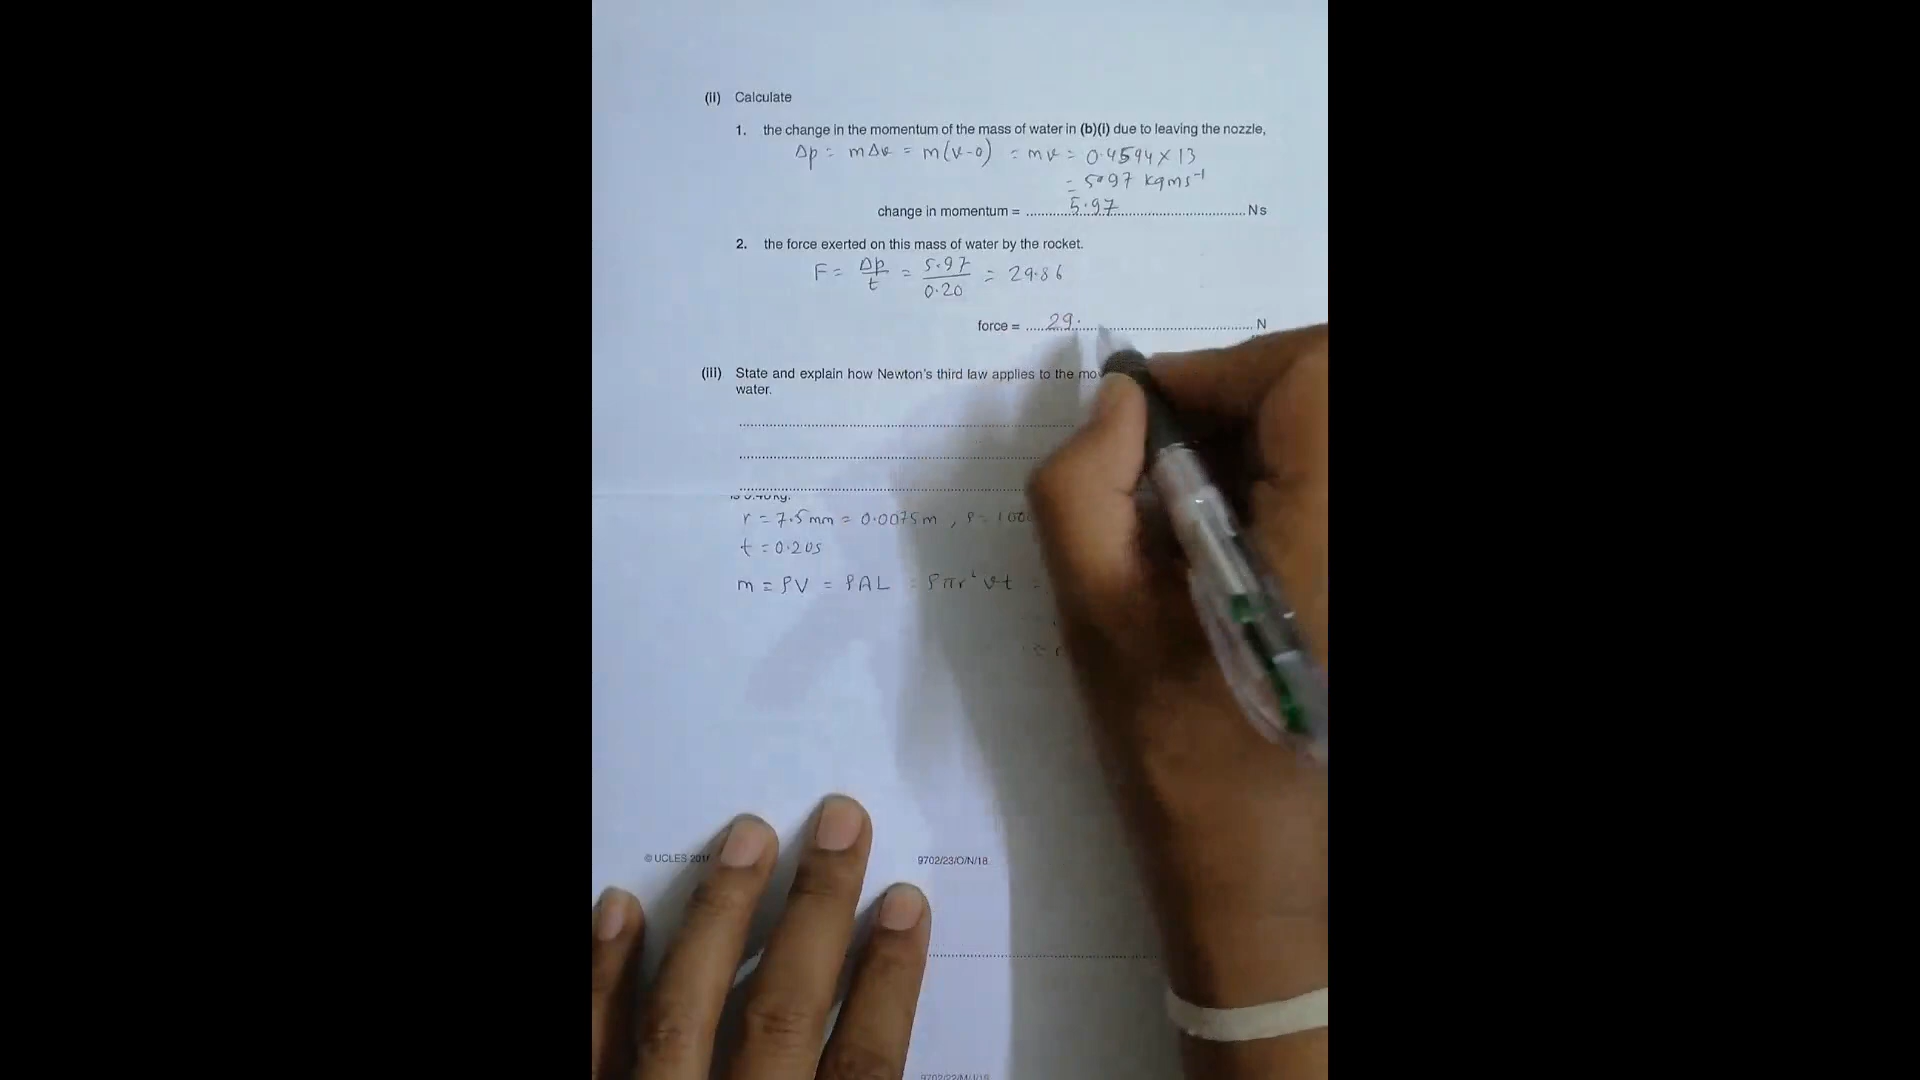 (ii) Calculate
1. the change in the momentum of the mass of water in (b)(i) due to leaving the nozzle,
Δp = mΔv = m(v-0) = mv = 0.4594 × 13
= 5.97 kgms⁻¹
change in momentum = 5.97 Ns
2. the force exerted on this mass of water by the rocket.
F = Δp/t = 5.97/0.20 = 29.86
force = 29. N
(iii) State and explain how Newton's third law applies to the mo
water.
r = 7.5mm = 0.0075m , ρ = 100
t = 0.20s
m = ρV = ρAL = ρπr² vt =
© UCLES 201
9702/23/O/N/18